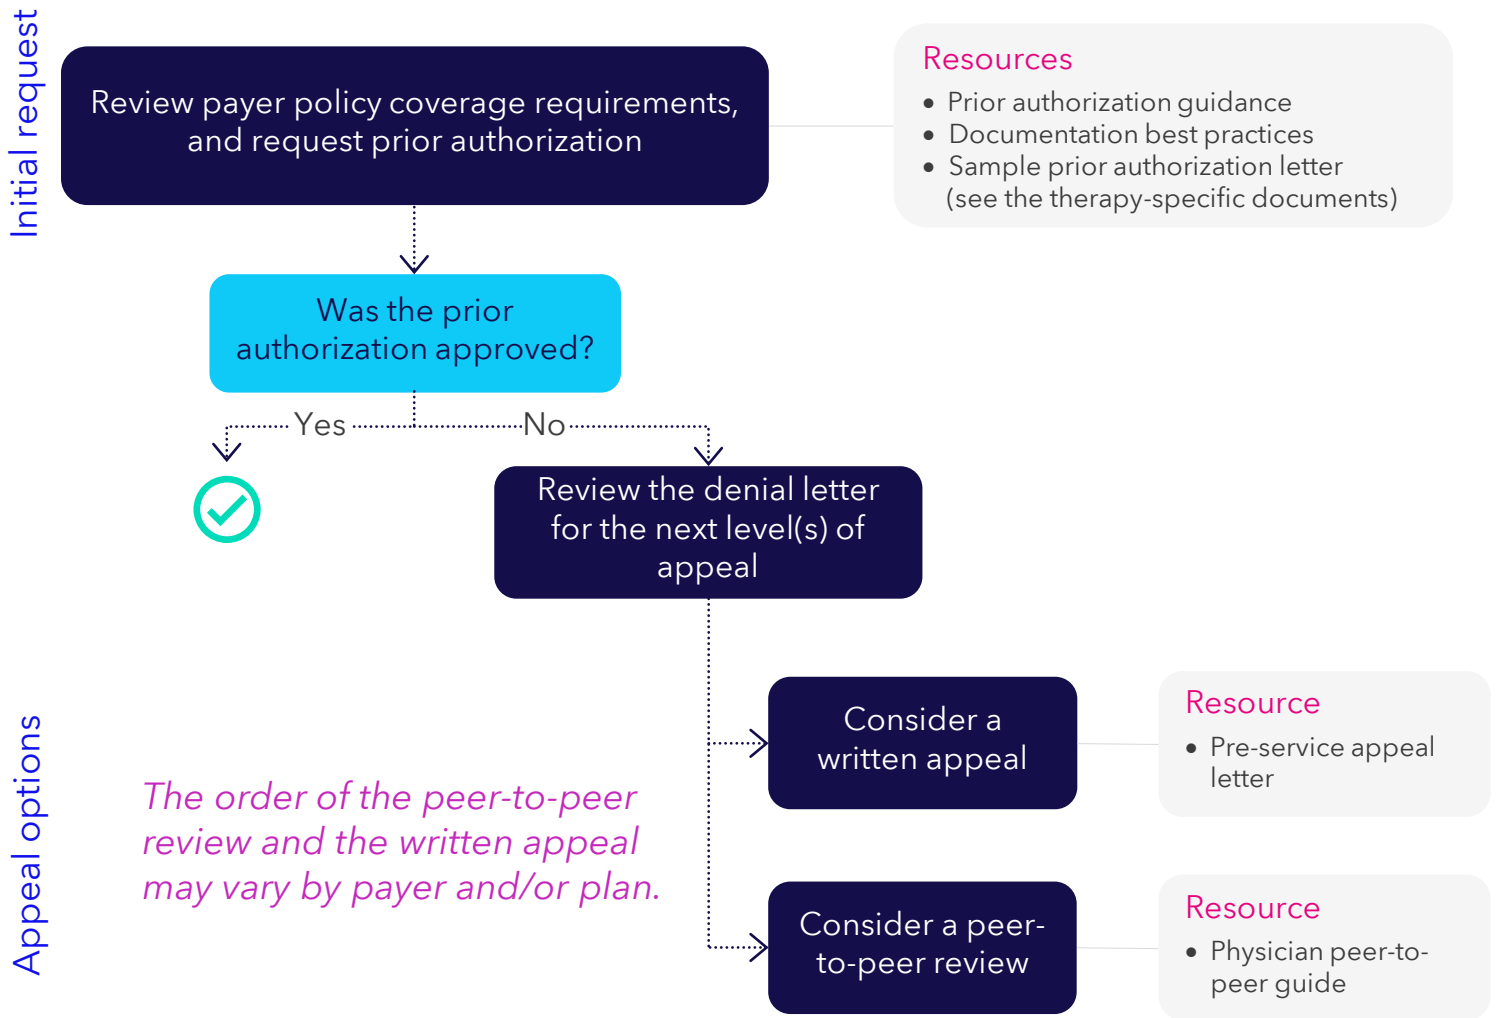 Initial request
Review payer policy coverage requirements,
and request prior authorization
Resources
• Prior authorization guidance
• Documentation best practices
• Sample prior authorization letter
(see the therapy-specific documents)
Was the prior
authorization approved?
Yes
No
Review the denial letter
for the next level(s) of
appeal
Appeal options
The order of the peer-to-peer
review and the written appeal
may vary by payer and/or plan.
Consider a
written appeal
Resource
• Pre-service appeal
letter
Consider a peer-
to-peer review
Resource
• Physician peer-to-
peer guide